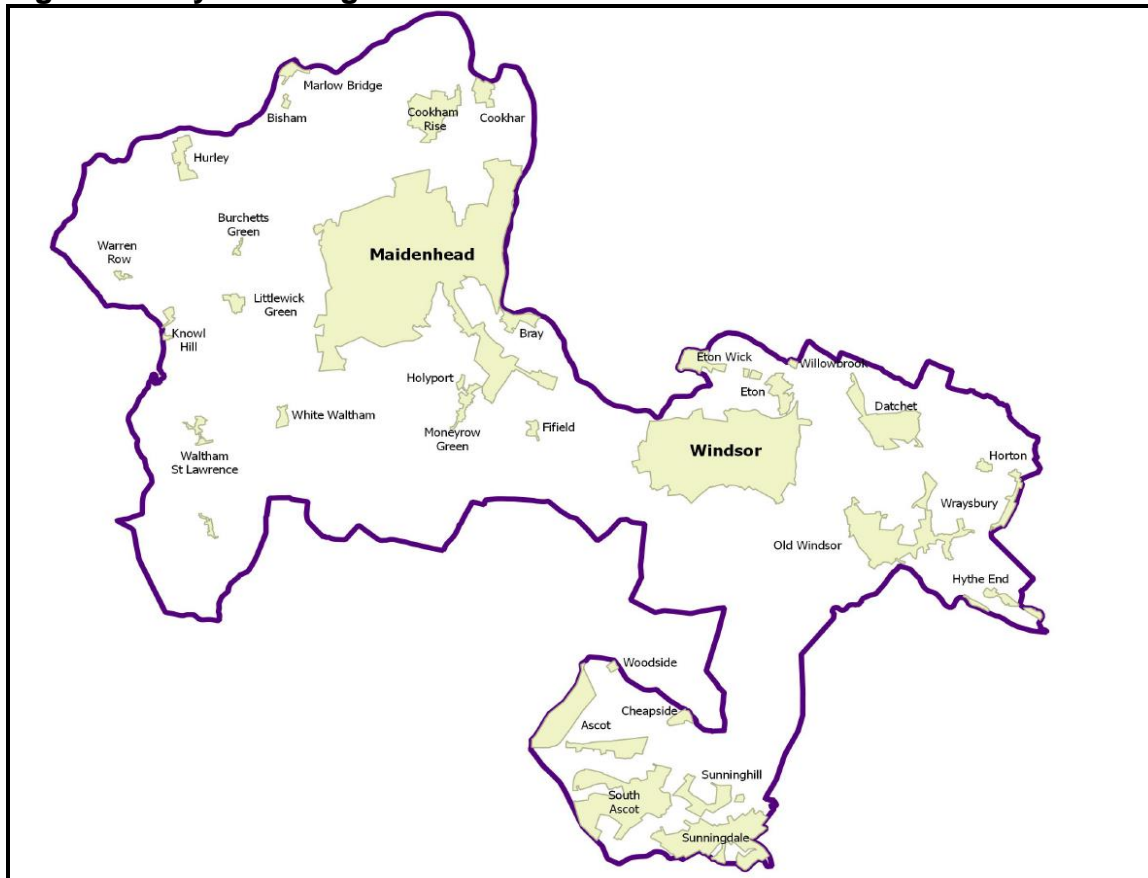 Marlow Bridge
Bisham
Cookham
Rise
Cookhar
Hurley
Burchetts
Green
Warren
Row
Maidenhead
Littlewick
Green
Knowl
Hill
Bray
Eton Wick
Willowbrook
Holyport
Eton
Datchet
White Waltham
Moneyrow
Green
Fifield
Waltham
St Lawrence
Windsor
Horton
Wraysbury
Old Windsor
Hythe End
Woodside
Cheapside
Ascot
Sunninghill
South
Ascot
Sunningdale